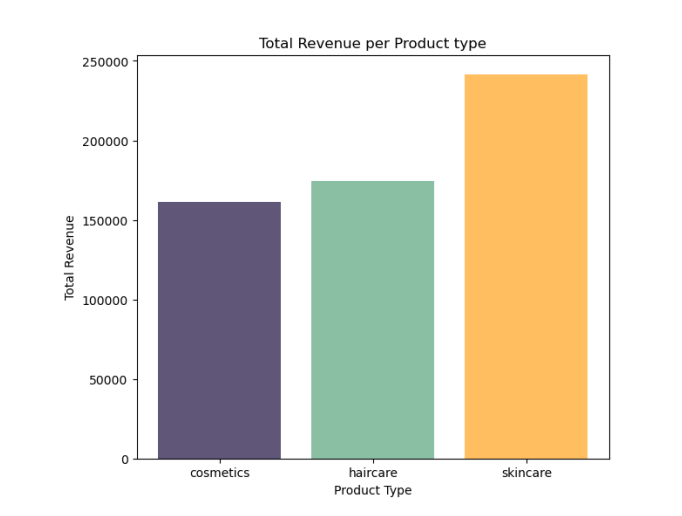 Total Revenue per Product type
Total Revenue
250000
200000
150000
100000
50000
0
cosmetics haircare skincare
Product Type